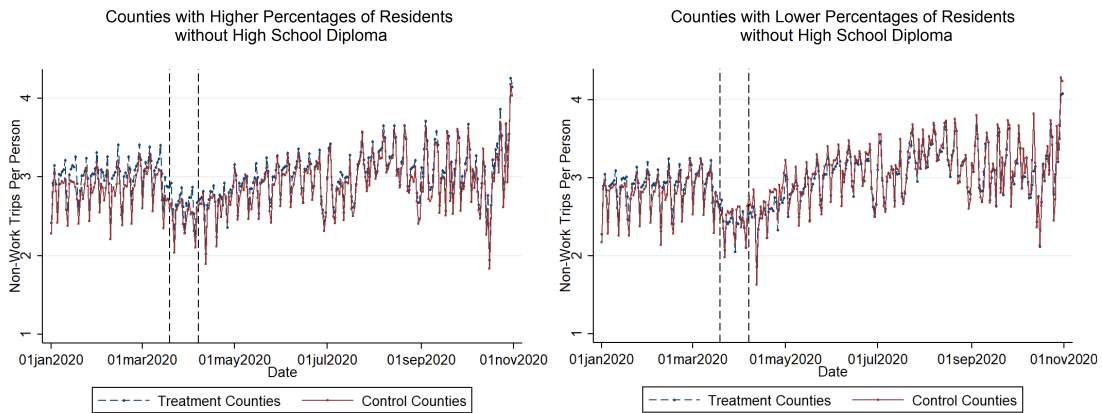 Counties with Higher Percentages of Residents
without High School Diploma
Non-Work Trips Per Person
4
3
2
1
01jan2020 01mar2020 01may2020 01jul2020 01sep2020 01nov2020
Date
Treatment Counties Control Counties
Counties with Lower Percentages of Residents
without High School Diploma
Non-Work Trips Per Person
4
3
2
1
01jan2020 01mar2020 01may2020 01jul2020 01sep2020 01nov2020
Date
Treatment Counties Control Counties